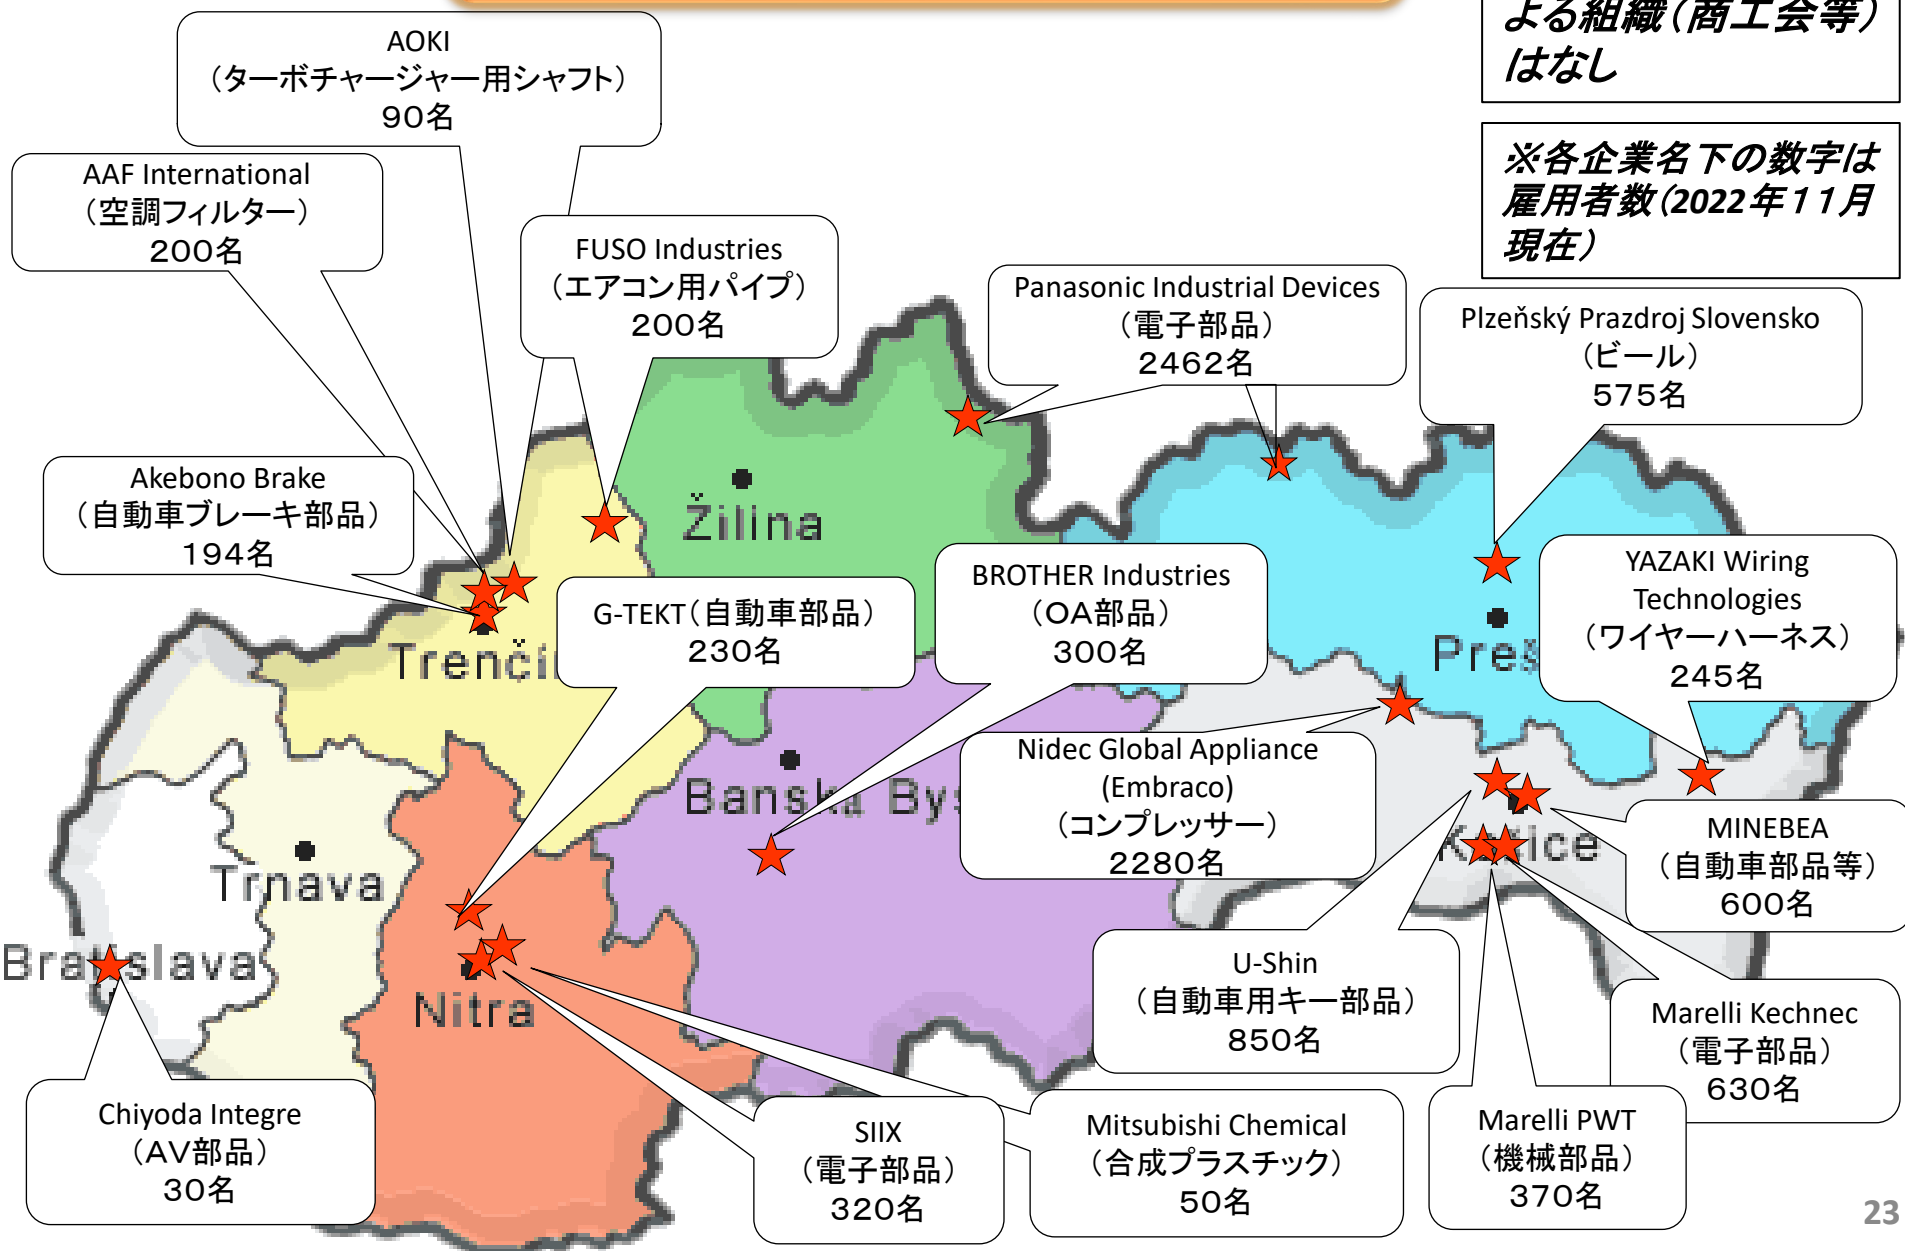 よる組織（商工会等）
はなし
※各企業名下の数字は
雇用者数（2022年１１月
現在）
AOKI
（ターボチャージャー用シャフト）
９０名
AAF International
（空調フィルター）
２００名
FUSO Industries
（エアコン用パイプ）
２００名
Panasonic Industrial Devices
（電子部品）
２４６２名
Plzeňský Prazdroj Slovensko
（ビール）
５７５名
Akebono Brake
（自動車ブレーキ部品）
１９４名
Žilina
G-TEKT（自動車部品）
２３０名
BROTHER Industries
（ＯＡ部品）
３００名
YAZAKI Wiring
Technologies
（ワイヤーハーネス）
２４５名
Trenčí
Preš
Nidec Global Appliance
(Embraco)
（コンプレッサー）
２２８０名
Banská Bys
Trnava
Košice
MINEBEA
（自動車部品等）
６００名
Bratislava
Nitra
U-Shin
（自動車用キー部品）
８５０名
Marelli Kechnec
（電子部品）
６３０名
Chiyoda Integre
（ＡＶ部品）
３０名
SIIX
（電子部品）
３２０名
Mitsubishi Chemical
（合成プラスチック）
５０名
Marelli PWT
（機械部品）
３７０名
23